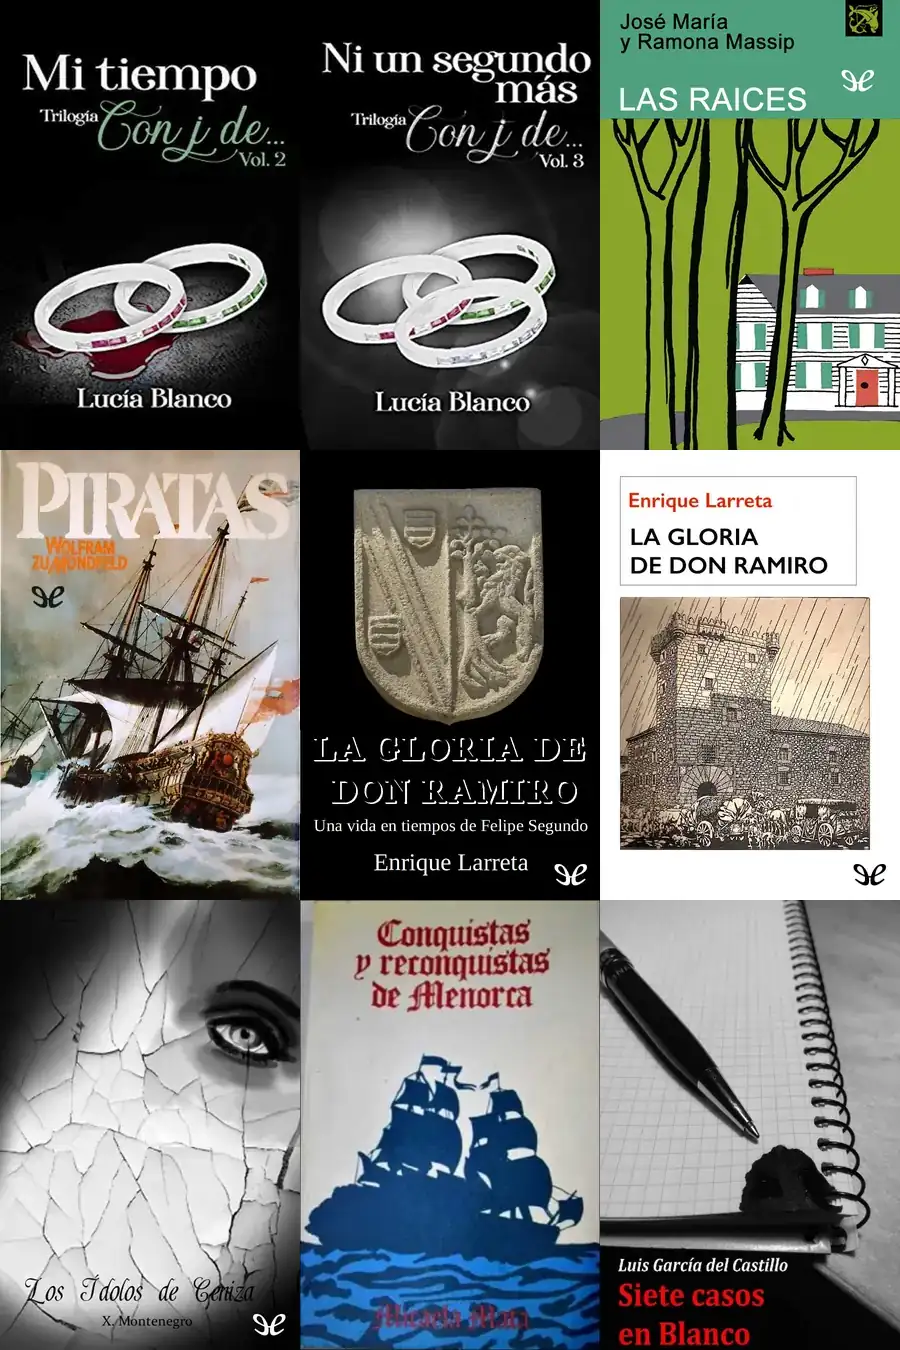 Mi tiempo
Trilogía
Con j de...
Vol. 2
Lucía Blanco
Ni un segundo
más
Trilogía
Con j de...
Vol. 3
Lucía Blanco
José María
y Ramona Massip
LAS RAICES
PIRATAS
WOLFRAM
ZU MONDFELD
LA GLORIA DE
DON RAMIRO
Una vida en tiempos de Felipe Segundo
Enrique Larreta
Enrique Larreta
LA GLORIA
DE DON RAMIRO
Los Ídolos de Ceniza
X. Montenegro
Conquistas
y reconquistas
de Menorca
Micaela Mata
Luis García del Castillo
Siete casos
en Blanco